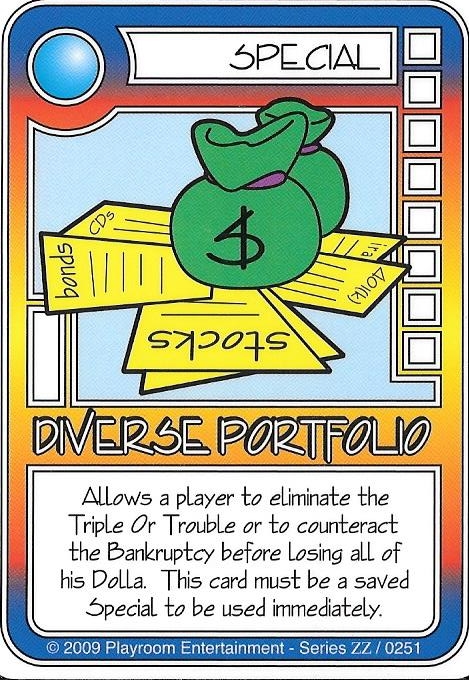 SPECIAL
CDs
bonds
ira
401(k)
stocks
$
DIVERSE PORTFOLIO
Allows a player to eliminate the
Triple Or Trouble or to counteract
the Bankruptcy before losing all of
his Dolla.  This card must be a saved
Special to be used immediately.
© 2009 Playroom Entertainment - Series ZZ / 0251